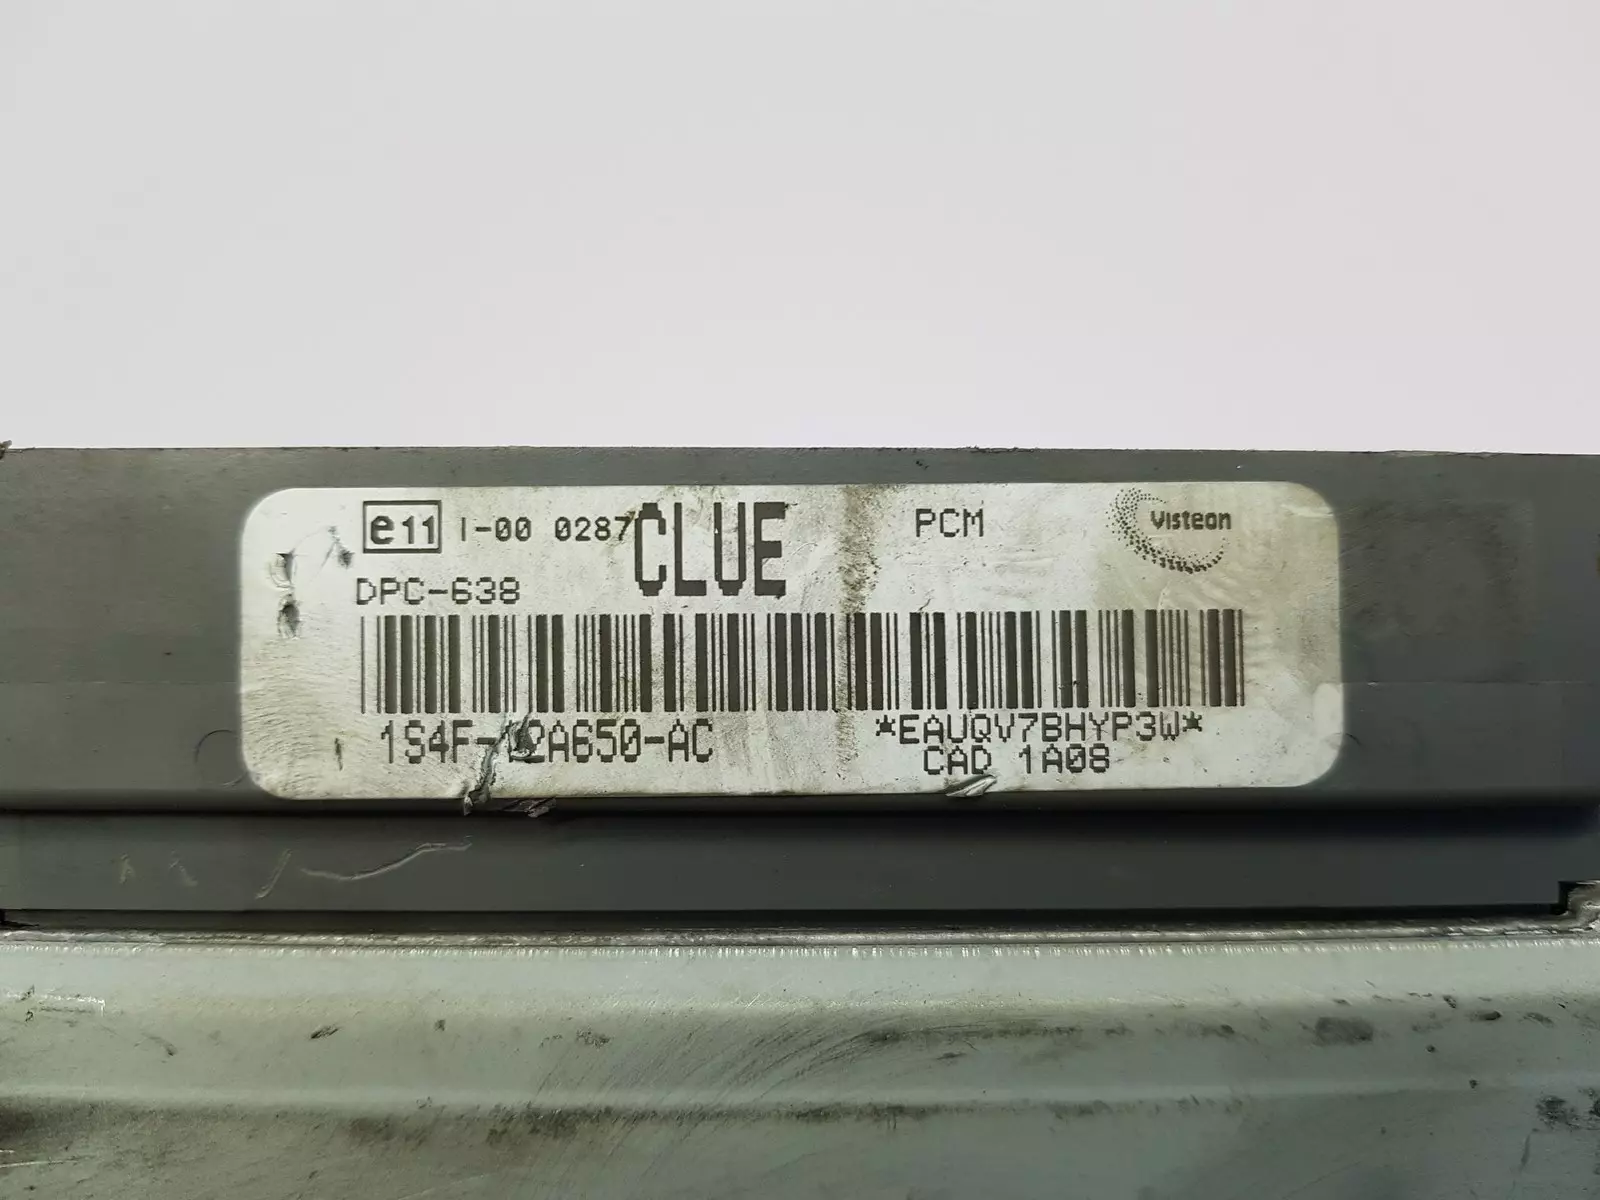 e11 I-00 0287 CLUE PCM Visteon
DPC-638
1S4F-12A650-AC *EAUQV7BHYP3W*
CAD 1A08